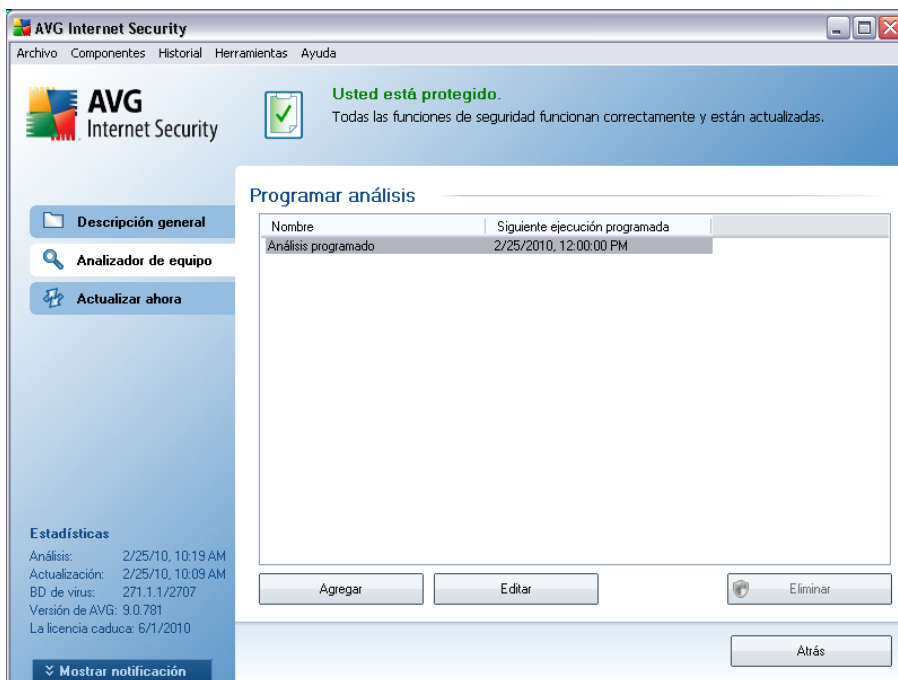 AVG Internet Security
Archivo Componentes Historial Herramientas Ayuda
AVG
Internet Security
Usted está protegido.
Todas las funciones de seguridad funcionan correctamente y están actualizadas.
Descripción general
Analizador de equipo
Actualizar ahora
Programar análisis
Nombre Siguiente ejecución programada
Análisis programado 2/25/2010, 12:00:00 PM
Estadísticas
Análisis: 2/25/10, 10:19 AM
Actualización: 2/25/10, 10:09 AM
BD de virus: 271.1.1/2707
Versión de AVG: 9.0.781
La licencia caduca: 6/1/2010
Mostrar notificación
Agregar Editar Eliminar
Atrás